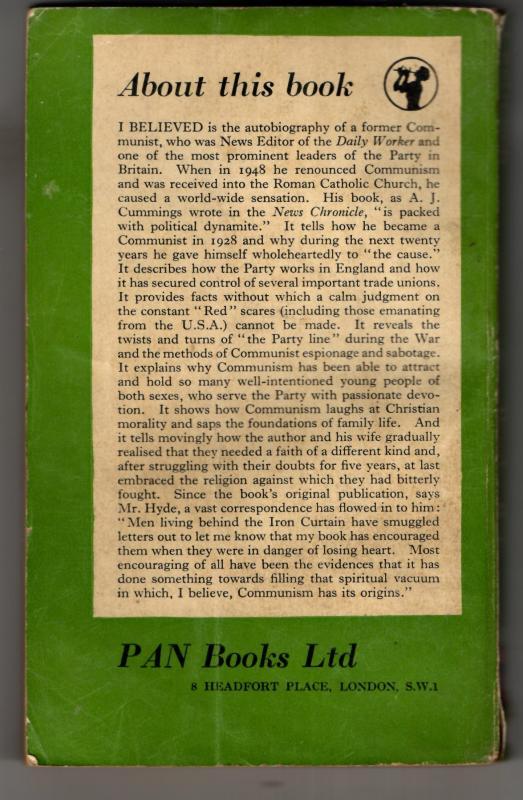 About this book
I BELIEVED is the autobiography of a former Com-
munist, who was News Editor of the Daily Worker and
one of the most prominent leaders of the Party in
Britain. When in 1948 he renounced Communism
and was received into the Roman Catholic Church, he
caused a world-wide sensation. His book, as A. J.
Cummings wrote in the News Chronicle, "is packed
with political dynamite." It tells how he became a
Communist in 1928 and why during the next twenty
years he gave himself wholeheartedly to "the cause."
It describes how the Party works in England and how
it has secured control of several important trade unions.
It provides facts without which a calm judgment on
the constant "Red" scares (including those emanating
from the U.S.A.) cannot be made. It reveals the
twists and turns of "the Party line" during the War
and the methods of Communist espionage and sabotage.
It explains why Communism has been able to attract
and hold so many well-intentioned young people of
both sexes, who serve the Party with passionate devo-
tion. It shows how Communism laughs at Christian
morality and saps the foundations of family life. And
it tells movingly how the author and his wife gradually
realised that they needed a faith of a different kind and,
after struggling with their doubts for five years, at last
embraced the religion against which they had bitterly
fought. Since the book's original publication, says
Mr. Hyde, a vast correspondence has flowed in to him:
"Men living behind the Iron Curtain have smuggled
letters out to let me know that my book has encouraged
them when they were in danger of losing heart. Most
encouraging of all have been the evidences that it has
done something towards filling that spiritual vacuum
in which, I believe, Communism has its origins."
PAN Books Ltd
8 HEADFORT PLACE, LONDON, S.W.1